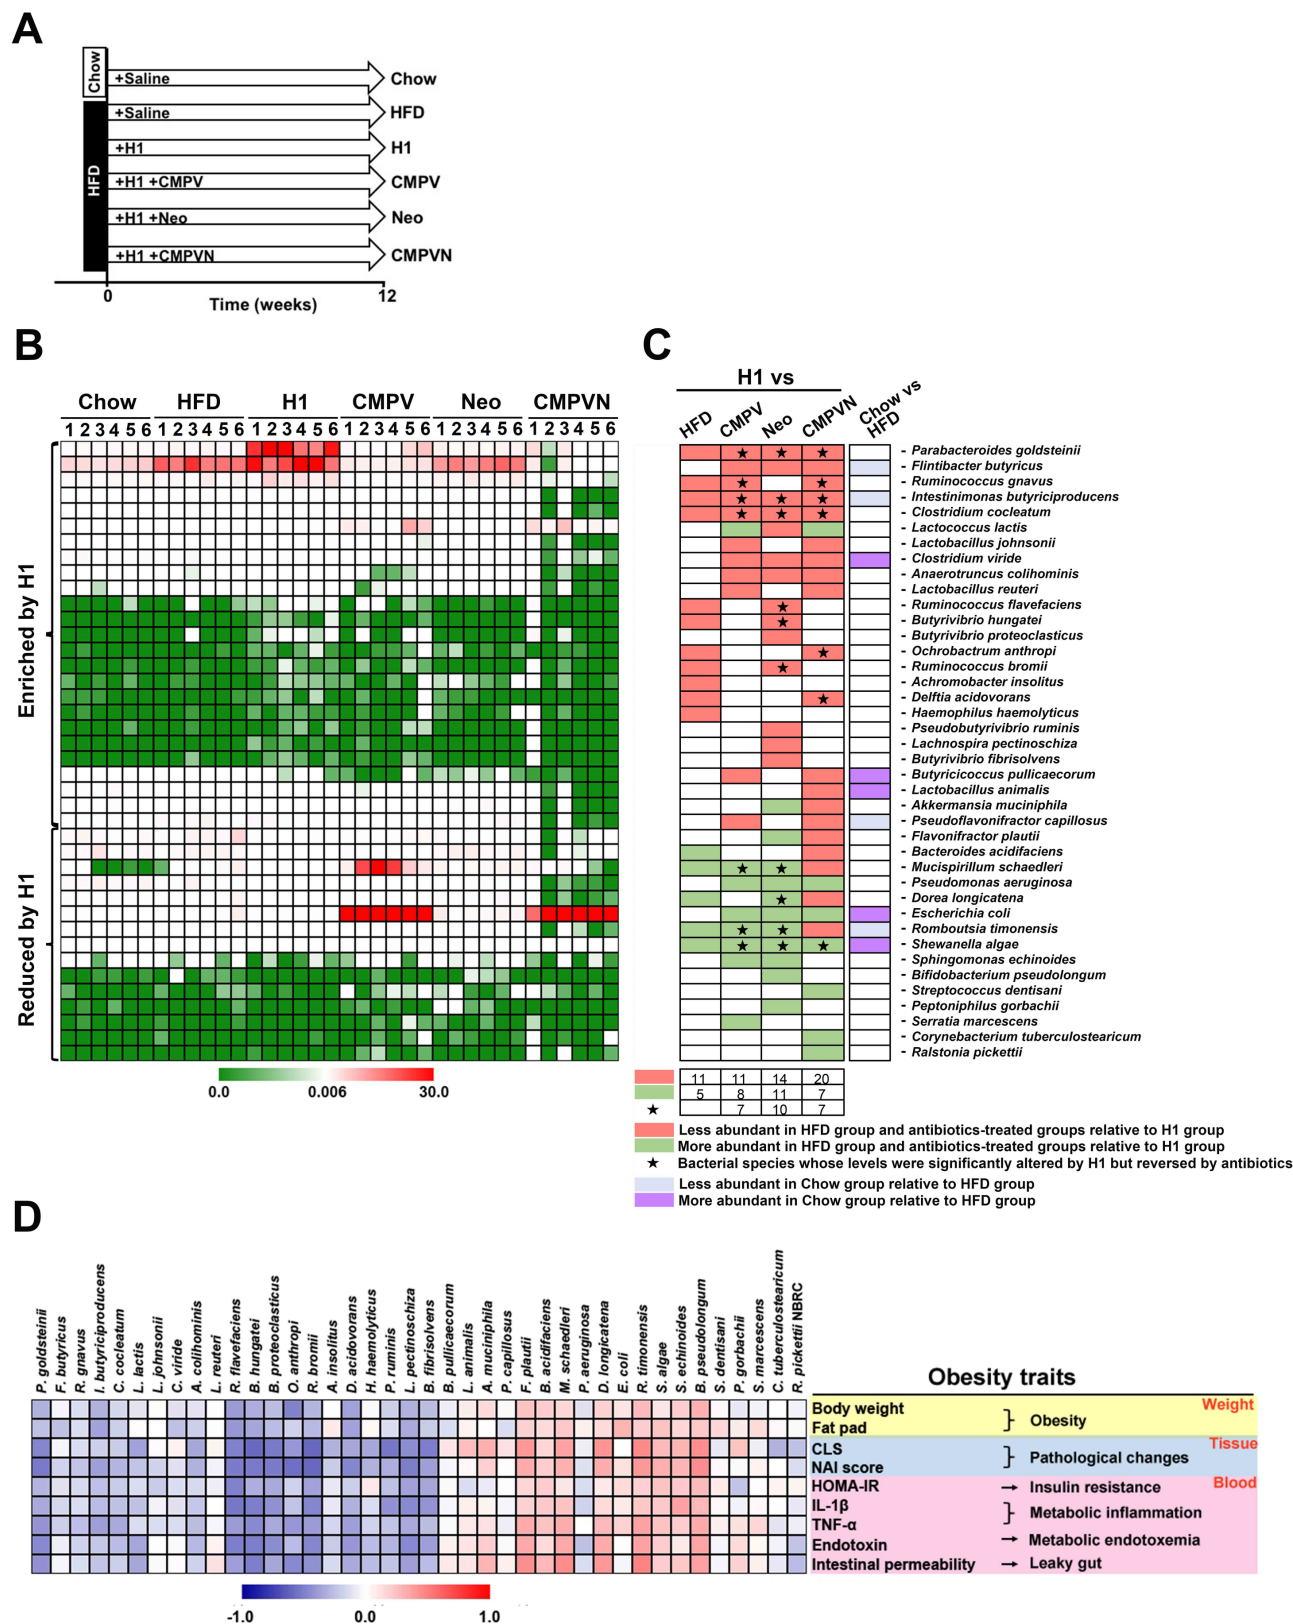 A
Chow
HFD
+Saline
Chow
+Saline
HFD
+H1
H1
+H1 +CMPV
CMPV
+H1 +Neo
Neo
+H1 +CMPVN
CMPVN
0
12
Time (weeks)
B
Chow HFD H1 CMPV Neo CMPVN
1 2 3 4 5 6 1 2 3 4 5 6 1 2 3 4 5 6 1 2 3 4 5 6 1 2 3 4 5 6 1 2 3 4 5 6
Enriched by H1
Reduced by H1
0.0 0.006 30.0
C
H1 vs
HFD CMPV Neo CMPVN
Chow vs
HFD
- Parabacteroides goldsteinii
- Flintibacter butyricus
- Ruminococcus gnavus
- Intestinimonas butyriciproducens
- Clostridium cocleatum
- Lactococcus lactis
- Lactobacillus johnsonii
- Clostridium viride
- Anaerotruncus colihominis
- Lactobacillus reuteri
- Ruminococcus flavefaciens
- Butyrivibrio hungatei
- Butyrivibrio proteoclasticus
- Ochrobactrum anthropi
- Ruminococcus bromii
- Achromobacter insolitus
- Delftia acidovorans
- Haemophilus haemolyticus
- Pseudobutyrivibrio ruminis
- Lachnospira pectinoschiza
- Butyrivibrio fibrisolvens
- Butyricicoccus pullicaecorum
- Lactobacillus animalis
- Akkermansia muciniphila
- Pseudoflavonifractor capillosus
- Flavonifractor plautii
- Bacteroides acidifaciens
- Mucispirillum schaedleri
- Pseudomonas aeruginosa
- Dorea longicatena
- Escherichia coli
- Romboutsia timonensis
- Shewanella algae
- Sphingomonas echinoides
- Bifidobacterium pseudolongum
- Streptococcus dentisani
- Peptoniphilus gorbachii
- Serratia marcescens
- Corynebacterium tuberculostearicum
- Ralstonia pickettii
11 11 14 20
5 8 11 7
★ 7 10 7
Less abundant in HFD group and antibiotics-treated groups relative to H1 group
More abundant in HFD group and antibiotics-treated groups relative to H1 group
★ Bacterial species whose levels were significantly altered by H1 but reversed by antibiotics
Less abundant in Chow group relative to HFD group
More abundant in Chow group relative to HFD group
D
P. goldsteinii
F. butyricus
R. gnavus
I. butyriciproducens
C. cocleatum
L. lactis
L. johnsonii
C. viride
A. colihominis
L. reuteri
R. flavefaciens
B. hungatei
B. proteoclasticus
O. anthropi
R. bromii
A. insolitus
D. acidovorans
H. haemolyticus
P. ruminis
L. pectinoschiza
B. fibrisolvens
B. pullicaecorum
L. animalis
A. muciniphila
P. capillosus
F. plautii
B. acidifaciens
M. schaedleri
P. aeruginosa
D. longicatena
E. coli
R. timonensis
S. algae
S. echinoides
B. pseudolongum
S. dentisani
P. gorbachii
S. marcescens
C. tuberculostearicum
R. pickettii NBRC
Obesity traits
Body weight
Fat pad
} Obesity
Weight
CLS
NAI score
} Pathological changes
Tissue
HOMA-IR → Insulin resistance
Blood
IL-1β
TNF-α
} Metabolic inflammation
Endotoxin → Metabolic endotoxemia
Intestinal permeability → Leaky gut
-1.0 0.0 1.0